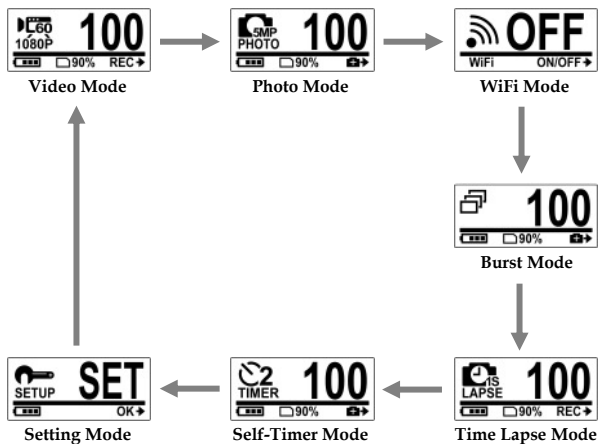 60
1080P
100
90%
REC
Video Mode
5MP
PHOTO
100
90%
Photo Mode
OFF
WiFi
ON/OFF
WiFi Mode
100
90%
Burst Mode
SETUP
SET
OK
Setting Mode
2
TIMER
100
90%
Self-Timer Mode
1S
LAPSE
100
90%
REC
Time Lapse Mode